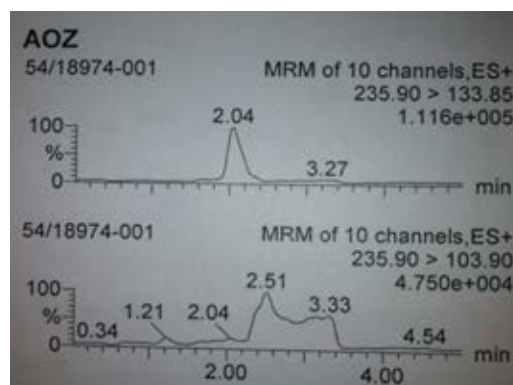 AOZ
54/18974-001 MRM of 10 channels,ES+
235.90 > 133.85
1.116e+005
2.04
100
%
3.27
0
min
54/18974-001 MRM of 10 channels,ES+
235.90 > 103.90
4.750e+004
2.51
100
1.21 2.04 3.33
%
0.34 4.54
0
min
2.00 4.00